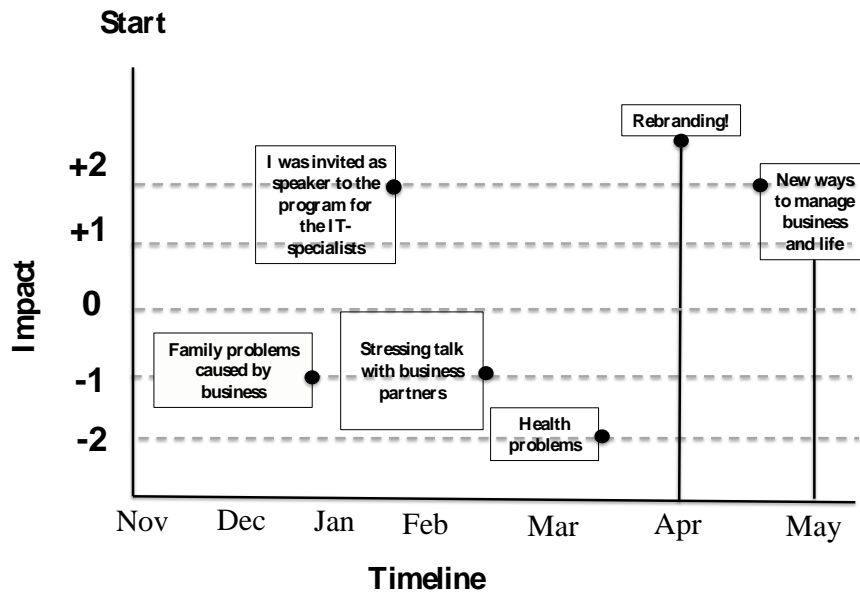 Start
Rebranding!
+2
I was invited as
speaker to the
program for
the IT-
specialists
New ways
to manage
business
and life
+1
0
Impact
Family problems
caused by
business
Stressing talk
with business
partners
-1
Health
problems
-2
Nov Dec Jan Feb Mar Apr May
Timeline